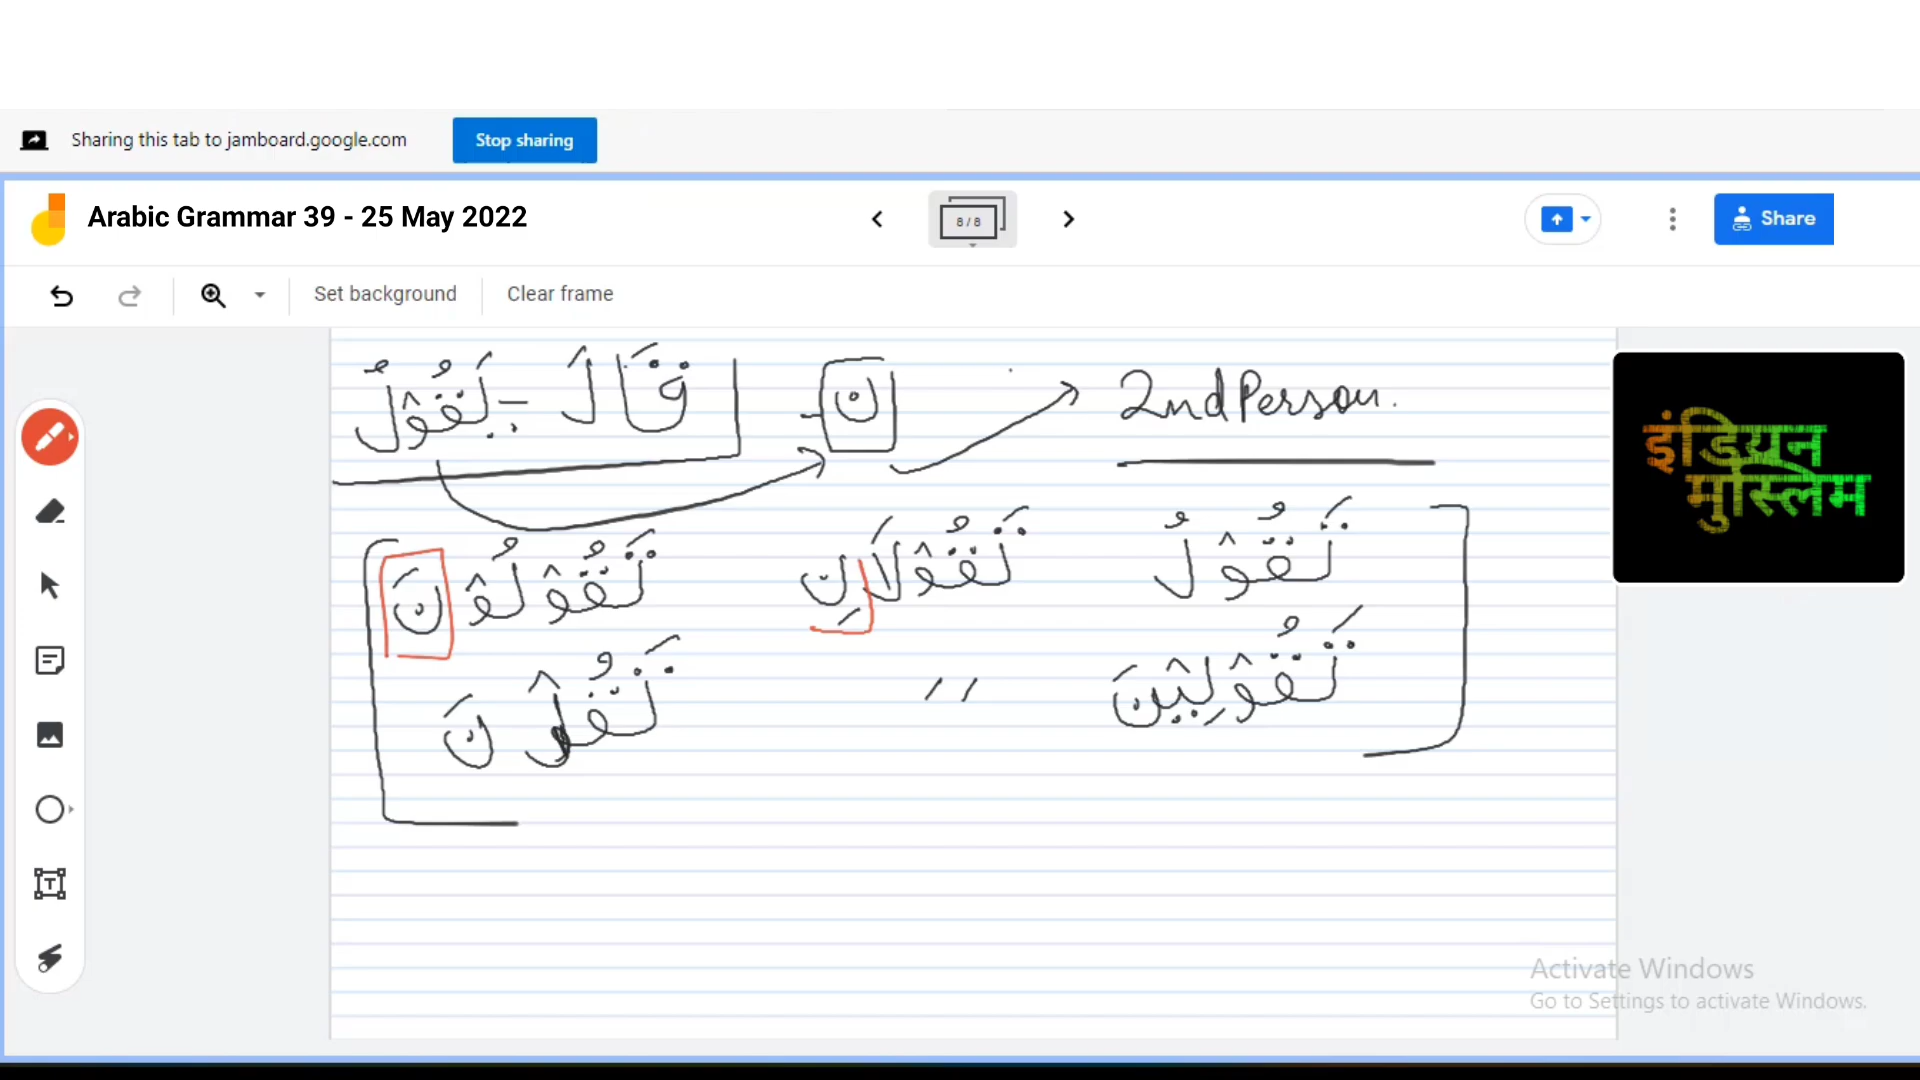 Sharing this tab to jamboard.google.com Stop sharing
Arabic Grammar 39 - 25 May 2022
8 / 8
Share
Set background
Clear frame
قَالَ - يَقُوْلُ
ن
2nd Person.
تَقُوْلُ تَقُوْلَانِ تَقُوْلُوْنَ
تَقُوْلِيْنَ 〃 تَقُلْنَ
इंडियन
मुस्लिम
Activate Windows
Go to Settings to activate Windows.